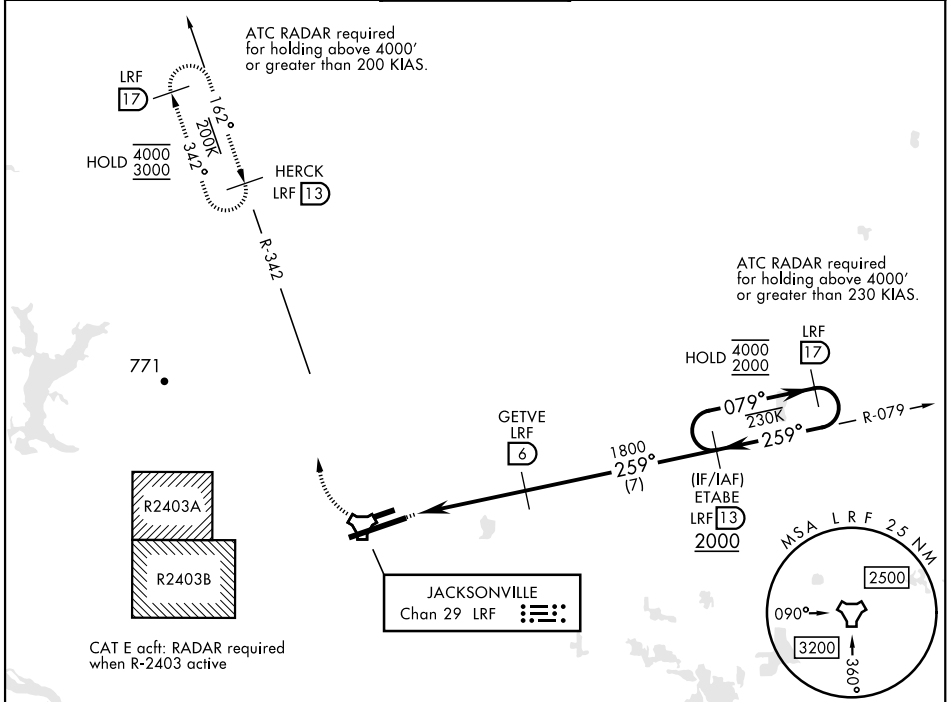 ATC RADAR required
for holding above 4000'
or greater than 200 KIAS.
LRF
17
162°
200K
342°
HOLD 4000
3000
HERCK
LRF 13
R-342
ATC RADAR required
for holding above 4000'
or greater than 230 KIAS.
771
HOLD 4000
2000
LRF
17
079°
230K
259°
R-079
GETVE
LRF
6
1800
259°
(7)
(IF/IAF)
ETABE
LRF 13
2000
R2403A
R2403B
CAT E acft: RADAR required
when R-2403 active
JACKSONVILLE
Chan 29 LRF
MSA LRF 25 NM
2500
090°
3200
360°